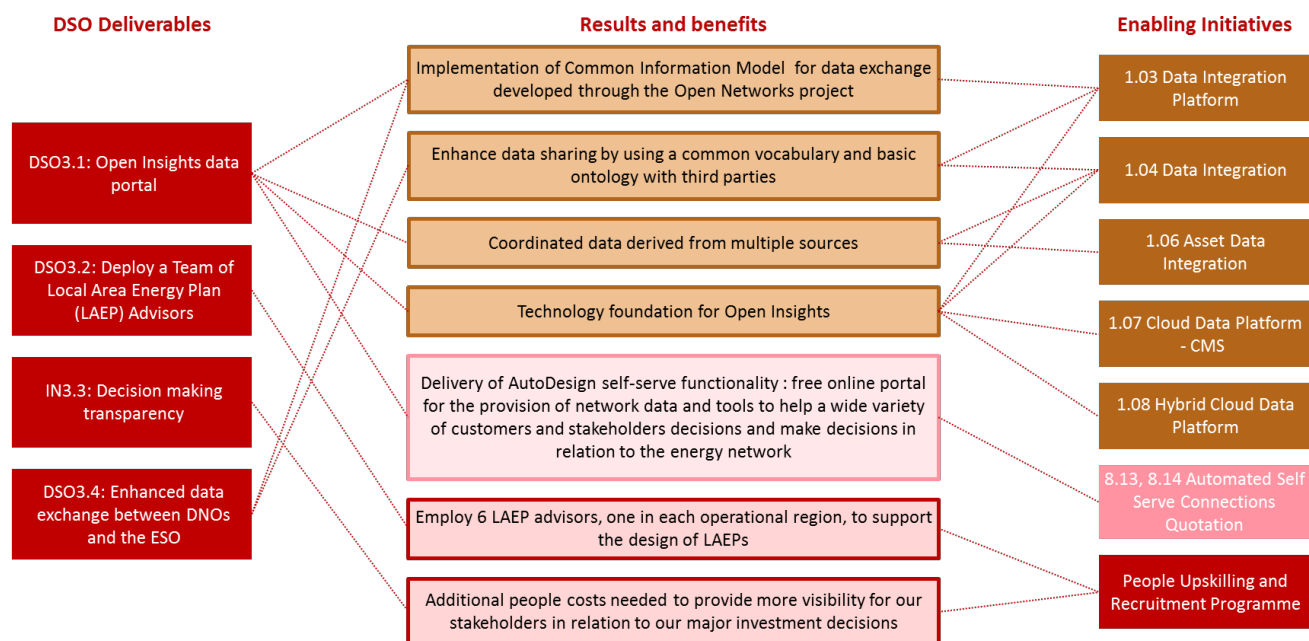 DSO Deliverables
Results and benefits
Enabling Initiatives
DSO3.1: Open Insights data
portal
DSO3.2: Deploy a Team of
Local Area Energy Plan
(LAEP) Advisors
IN3.3: Decision making
transparency
DSO3.4: Enhanced data
exchange between DNOs
and the ESO
Implementation of Common Information Model for data exchange
developed through the Open Networks project
Enhance data sharing by using a common vocabulary and basic
ontology with third parties
Coordinated data derived from multiple sources
Technology foundation for Open Insights
Delivery of AutoDesign self-serve functionality : free online portal
for the provision of network data and tools to help a wide variety
of customers and stakeholders decisions and make decisions in
relation to the energy network
Employ 6 LAEP advisors, one in each operational region, to support
the design of LAEPs
Additional people costs needed to provide more visibility for our
stakeholders in relation to our major investment decisions
1.03 Data Integration
Platform
1.04 Data Integration
1.06 Asset Data
Integration
1.07 Cloud Data Platform
- CMS
1.08 Hybrid Cloud Data
Platform
8.13, 8.14 Automated Self
Serve Connections
Quotation
People Upskilling and
Recruitment Programme